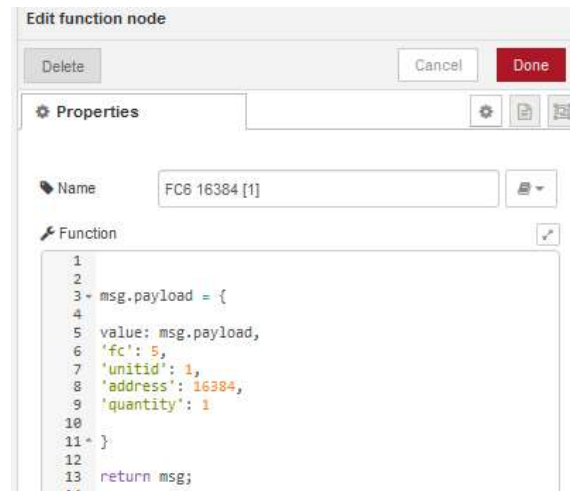 Edit function node
Delete
Cancel
Done
Properties
Name
FC6 16384 [1]
Function
1
2
3 msg.payload = {
4
5 value: msg.payload,
6 'fc': 5,
7 'unitid': 1,
8 'address': 16384,
9 'quantity': 1
10
11 }
12
13 return msg;